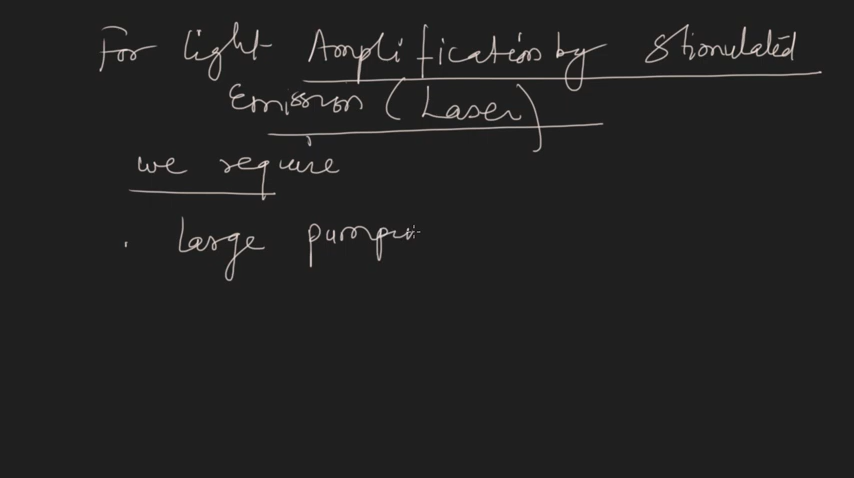 For light Amplification by Stimulated
Emission (Laser)
we require
. Large pumpi